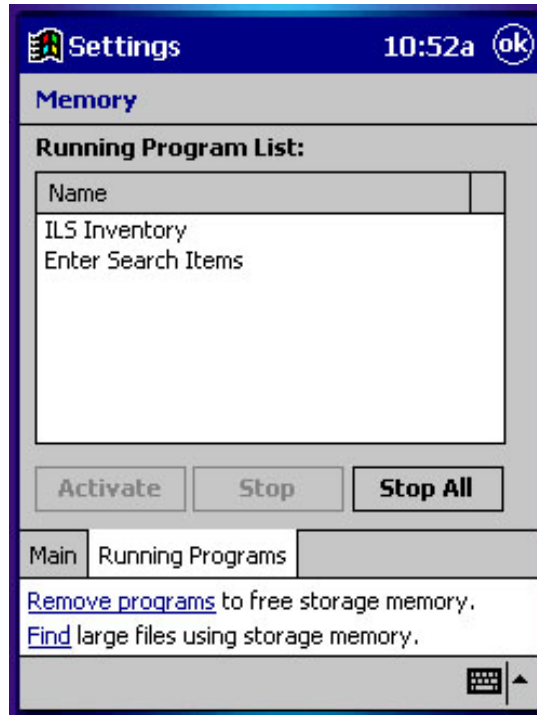 Settings 10:52a ok
Memory
Running Program List:
Name
ILS Inventory
Enter Search Items
Activate Stop Stop All
Main Running Programs
Remove programs to free storage memory.
Find large files using storage memory.